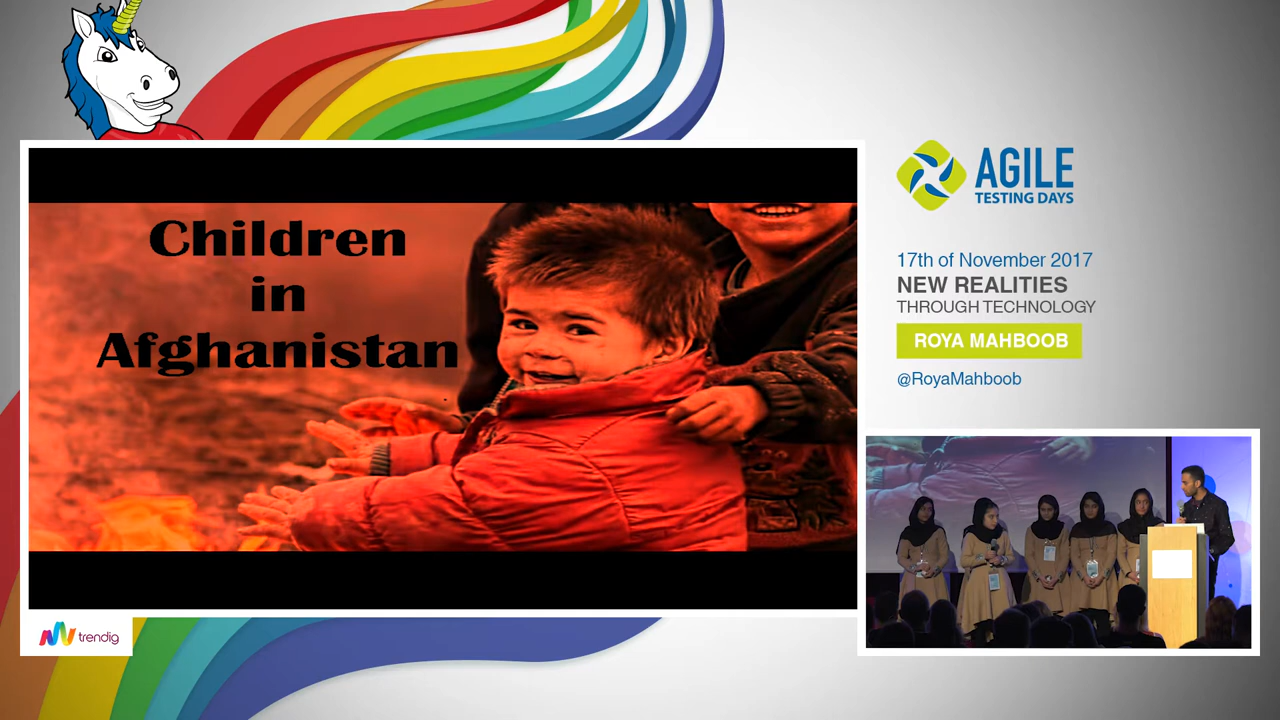 Children
in
Afghanistan
AGILE
TESTING DAYS
17th of November 2017
NEW REALITIES
THROUGH TECHNOLOGY
ROYA MAHBOOB
@RoyaMahboob
trendig